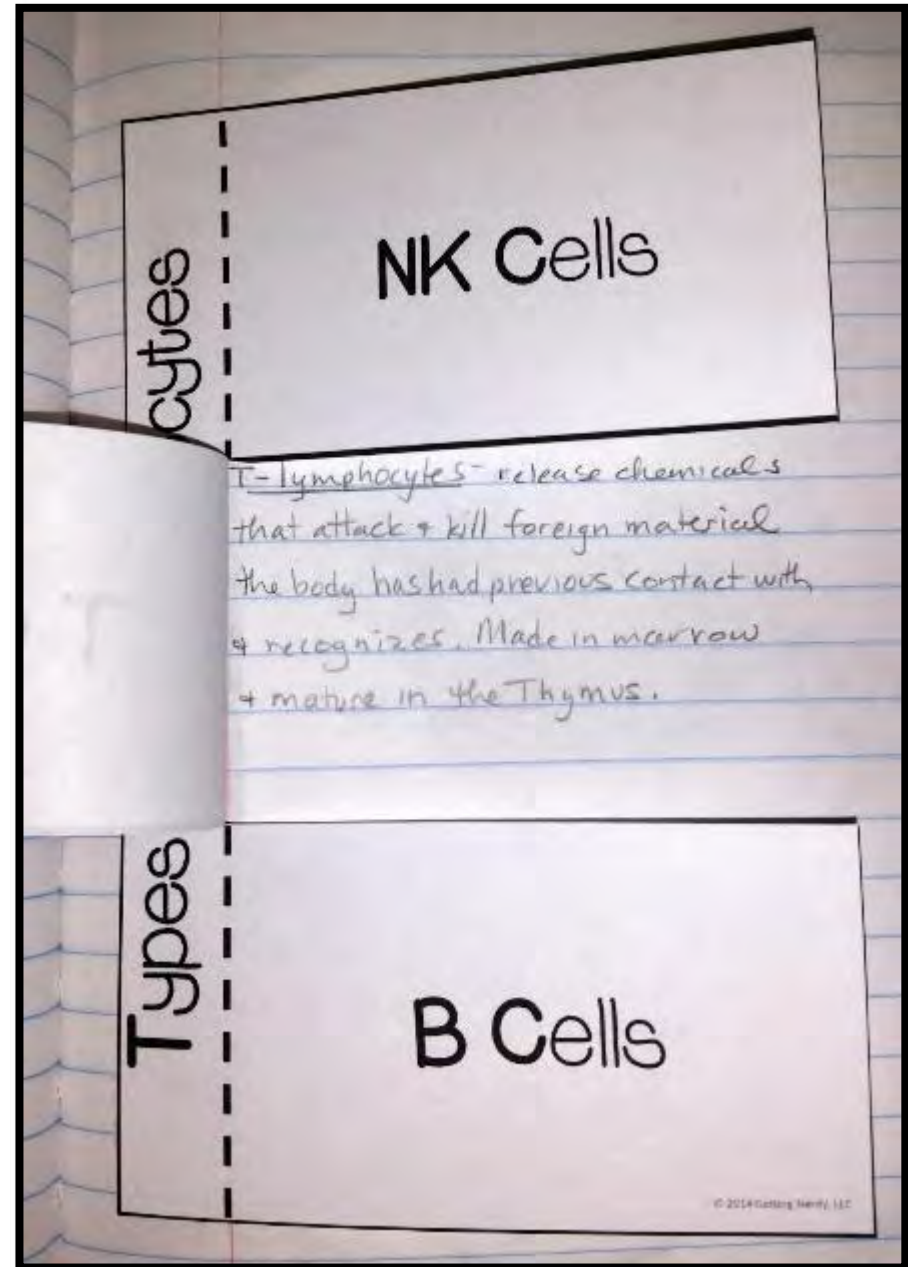 NK Cells
cytes
T-lymphocytes - release chemicals
that attack & kill foreign material
the body has had previous contact with
& recognizes. Made in marrow
& mature in the Thymus.
Types
B Cells
© 2014 Getting Nerdy, LLC